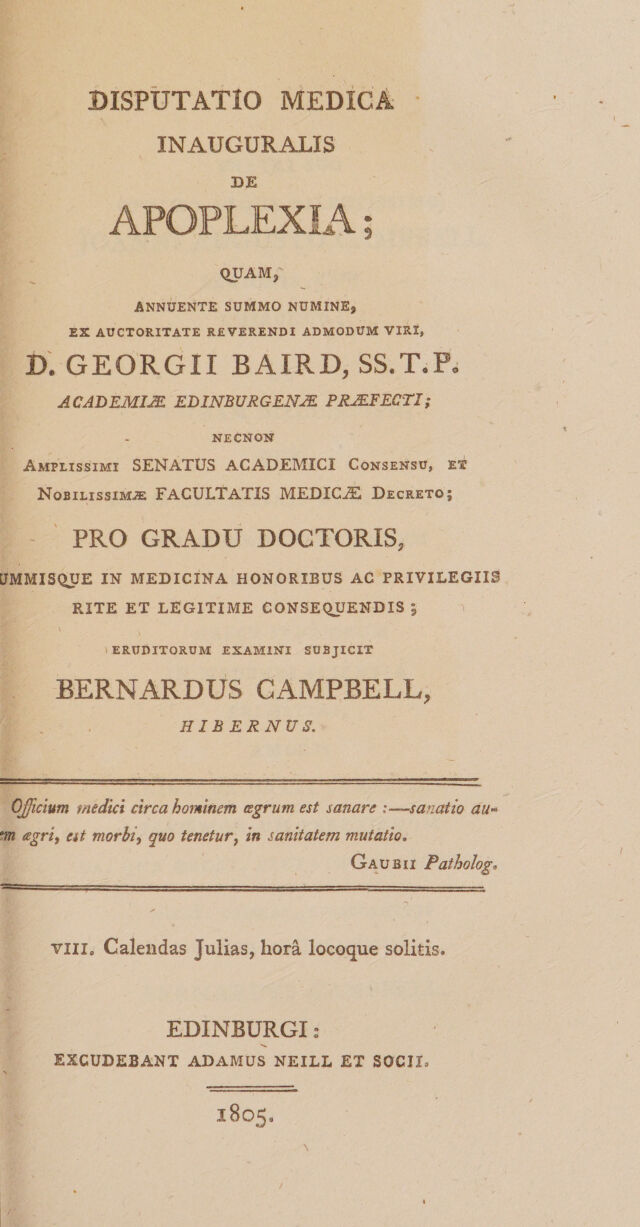 DISPUTATIO MEDICA
INAUGURALIS
DE
APOPLEXIA;
QUAM,
ANNUENTE SUMMO NUMINE,
EX AUCTORITATE REVERENDI ADMODUM VIRI,
D. GEORGII BAIRD, SS.T.P.
ACADEMIÆ EDINBURGENÆ PRÆFECTI;
NECNON
AMPLISSIMI SENATUS ACADEMICI CONSENSU, ET
NOBILISSIMÆ FACULTATIS MEDICÆ DECRETO;
PRO GRADU DOCTORIS,
UMMISQUE IN MEDICINA HONORIBUS AC PRIVILEGIIS
RITE ET LEGITIME CONSEQUENDIS;
ERUDITORUM EXAMINI SUBJICIT
BERNARDUS CAMPBELL,
HIBERNUS.
Officium medici circa hominem ægrum est sanare :—sanatio au-
em ægri, est morbi, quo tenetur, in sanitatem mutatio.
GAUBII Patholog.
VIII. Calendas Julias, horâ locoque solitis.
EDINBURGI:
EXCUDEBANT ADAMUS NEILL ET SOCII.
1805.